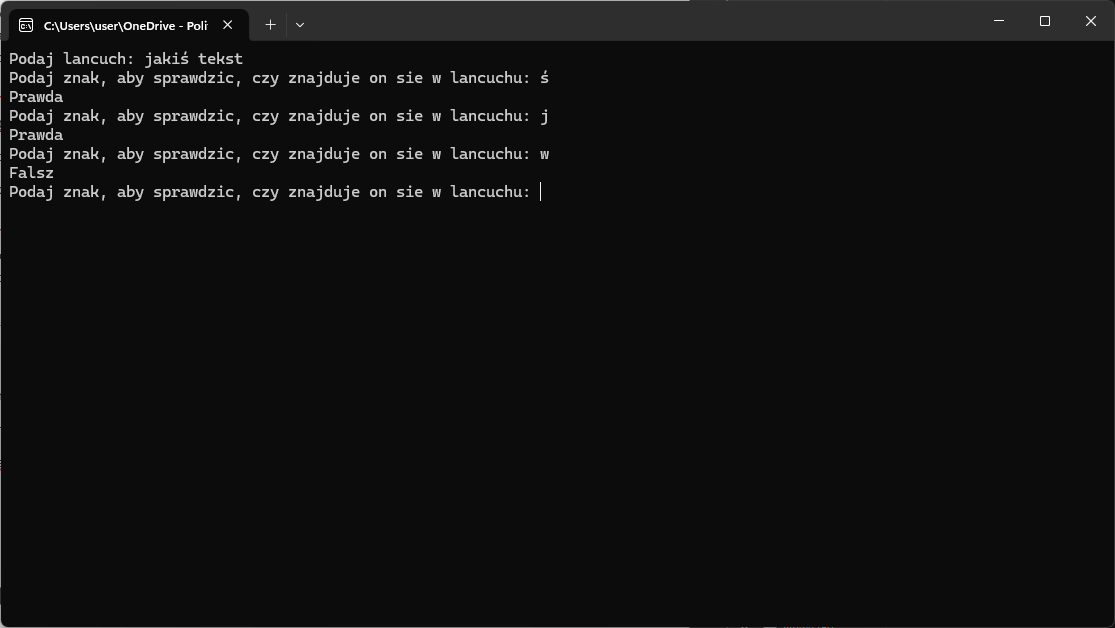 C:\Users\user\OneDrive - Poli
Podaj lancuch: jakiś tekst
Podaj znak, aby sprawdzic, czy znajduje on sie w lancuchu: ś
Prawda
Podaj znak, aby sprawdzic, czy znajduje on sie w lancuchu: j
Prawda
Podaj znak, aby sprawdzic, czy znajduje on sie w lancuchu: w
Falsz
Podaj znak, aby sprawdzic, czy znajduje on sie w lancuchu: